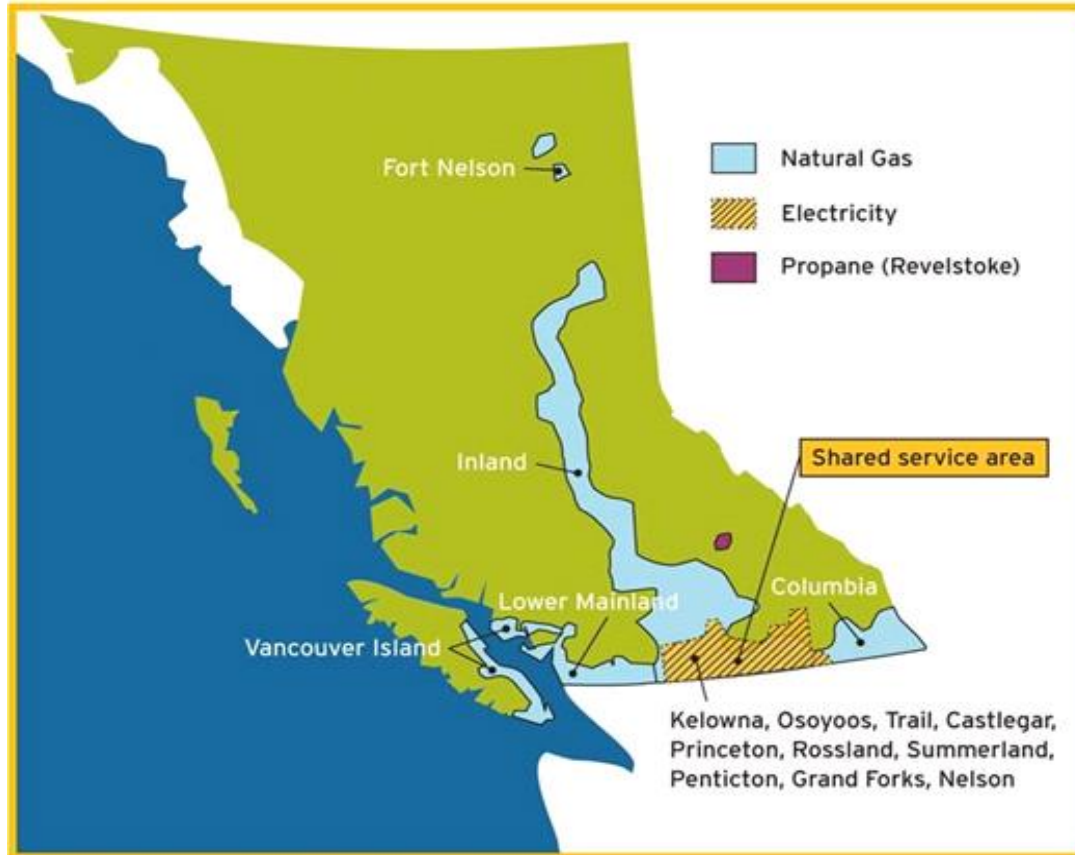 Fort Nelson
Natural Gas
Electricity
Propane (Revelstoke)
Inland
Shared service area
Lower Mainland
Columbia
Vancouver Island
Kelowna, Osoyoos, Trail, Castlegar,
Princeton, Rossland, Summerland,
Penticton, Grand Forks, Nelson